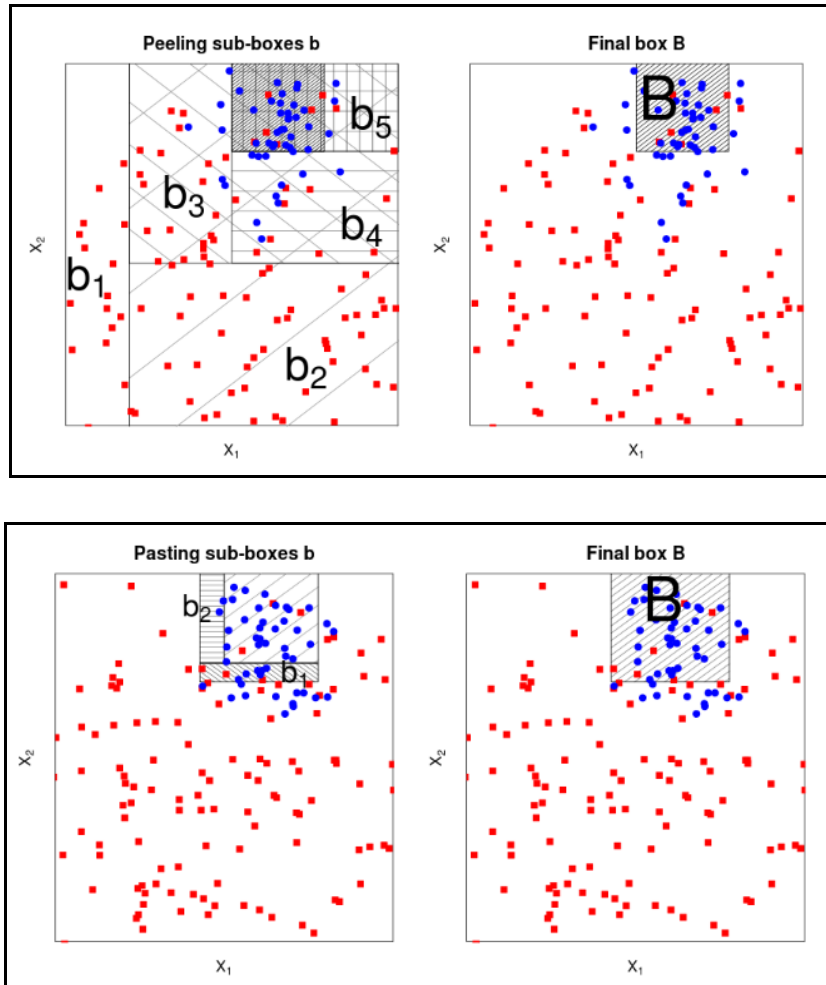 Peeling sub-boxes b
Final box B
b5
B
b3
b4
X2
X2
b1
b2
X1
X1
Pasting sub-boxes b
Final box B
b2
B
b1
X2
X2
X1
X1